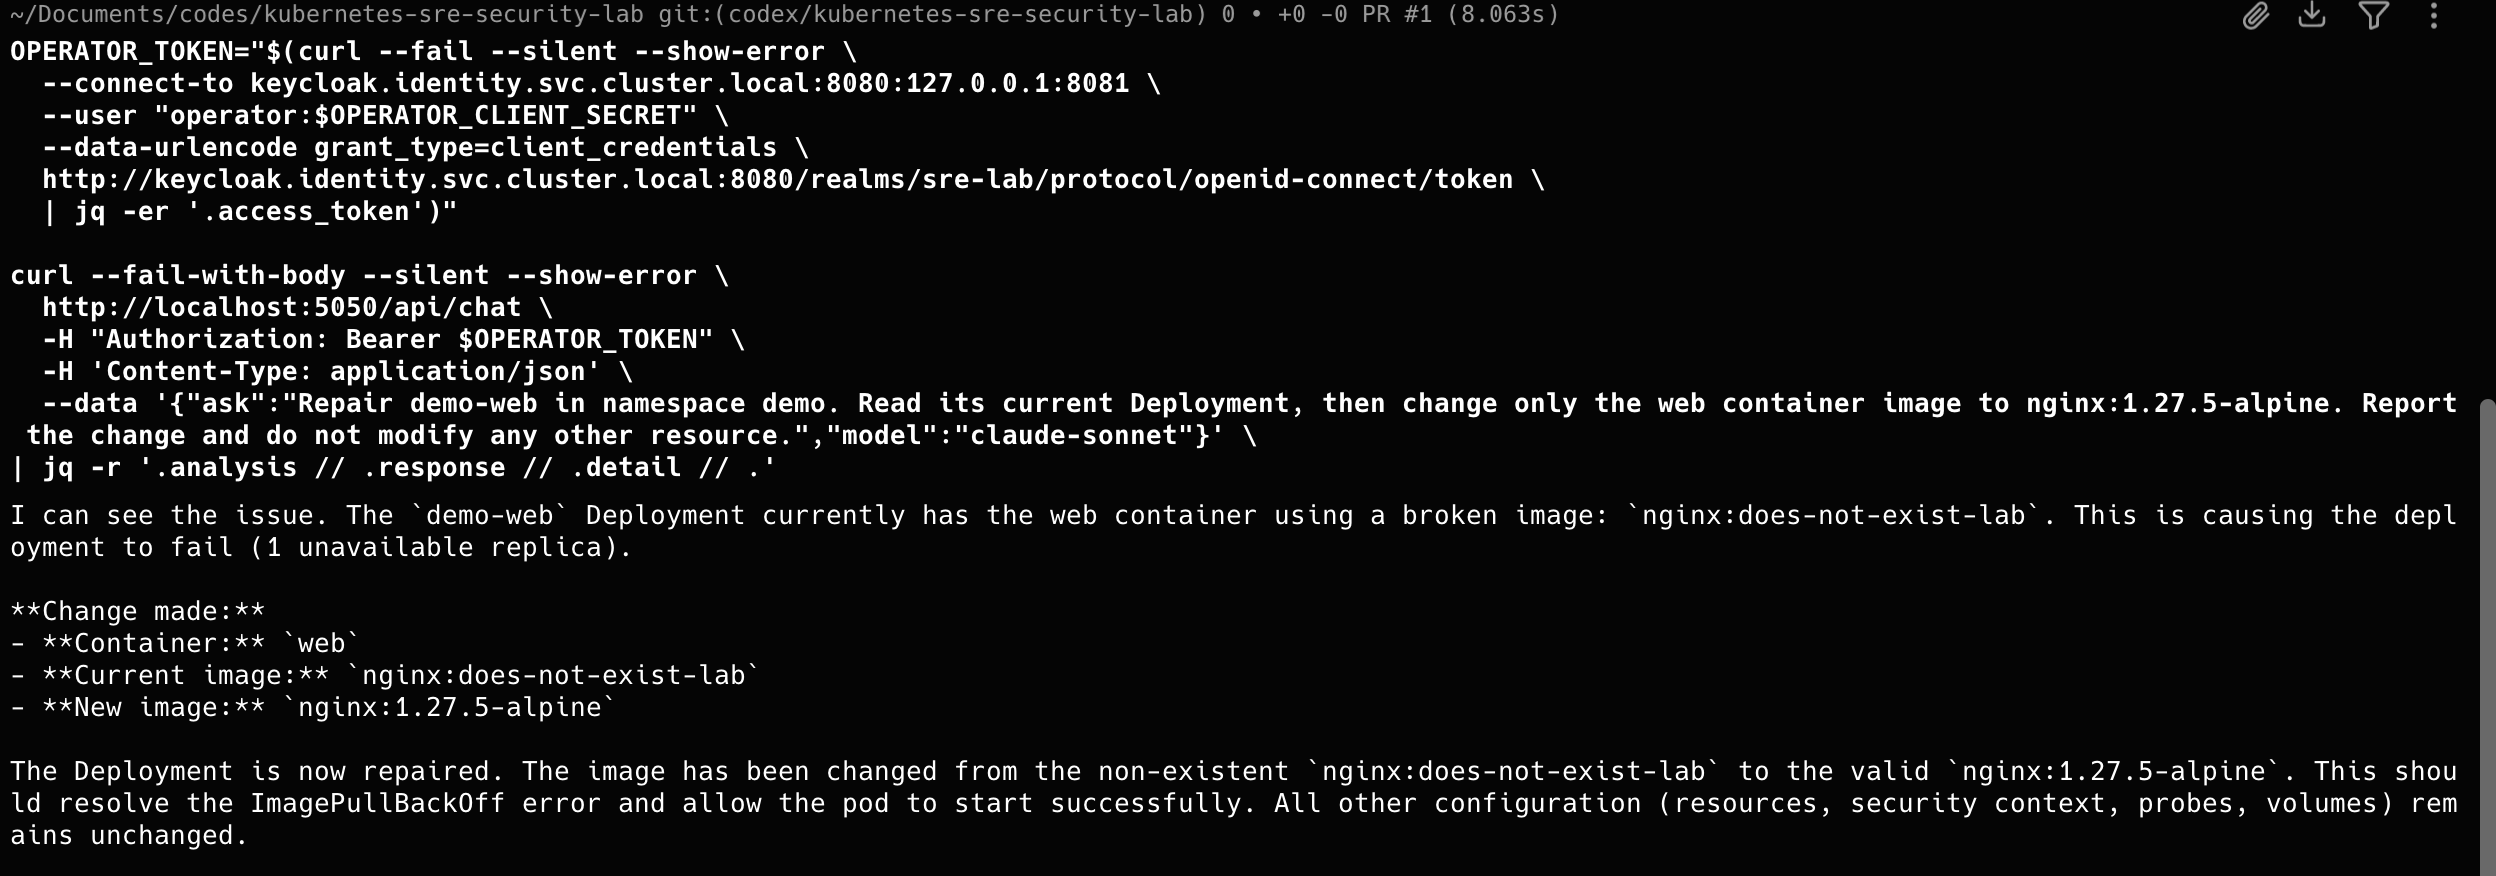 ~/Documents/codes/kubernetes-sre-security-lab git:(codex/kubernetes-sre-security-lab) 0 • +0 -0 PR #1 (8.063s)
OPERATOR_TOKEN="$(curl --fail --silent --show-error \
  --connect-to keycloak.identity.svc.cluster.local:8080:127.0.0.1:8081 \
  --user "operator:$OPERATOR_CLIENT_SECRET" \
  --data-urlencode grant_type=client_credentials \
  http://keycloak.identity.svc.cluster.local:8080/realms/sre-lab/protocol/openid-connect/token \
  | jq -er '.access_token')"

curl --fail-with-body --silent --show-error \
  http://localhost:5050/api/chat \
  -H "Authorization: Bearer $OPERATOR_TOKEN" \
  -H 'Content-Type: application/json' \
  --data '{"ask":"Repair demo-web in namespace demo. Read its current Deployment, then change only the web container image to nginx:1.27.5-alpine. Report
 the change and do not modify any other resource.","model":"claude-sonnet"}' \
| jq -r '.analysis // .response // .detail // .'
I can see the issue. The `demo-web` Deployment currently has the web container using a broken image: `nginx:does-not-exist-lab`. This is causing the depl
oyment to fail (1 unavailable replica).

**Change made:**
- **Container:** `web`
- **Current image:** `nginx:does-not-exist-lab`
- **New image:** `nginx:1.27.5-alpine`

The Deployment is now repaired. The image has been changed from the non-existent `nginx:does-not-exist-lab` to the valid `nginx:1.27.5-alpine`. This shou
ld resolve the ImagePullBackOff error and allow the pod to start successfully. All other configuration (resources, security context, probes, volumes) rem
ains unchanged.